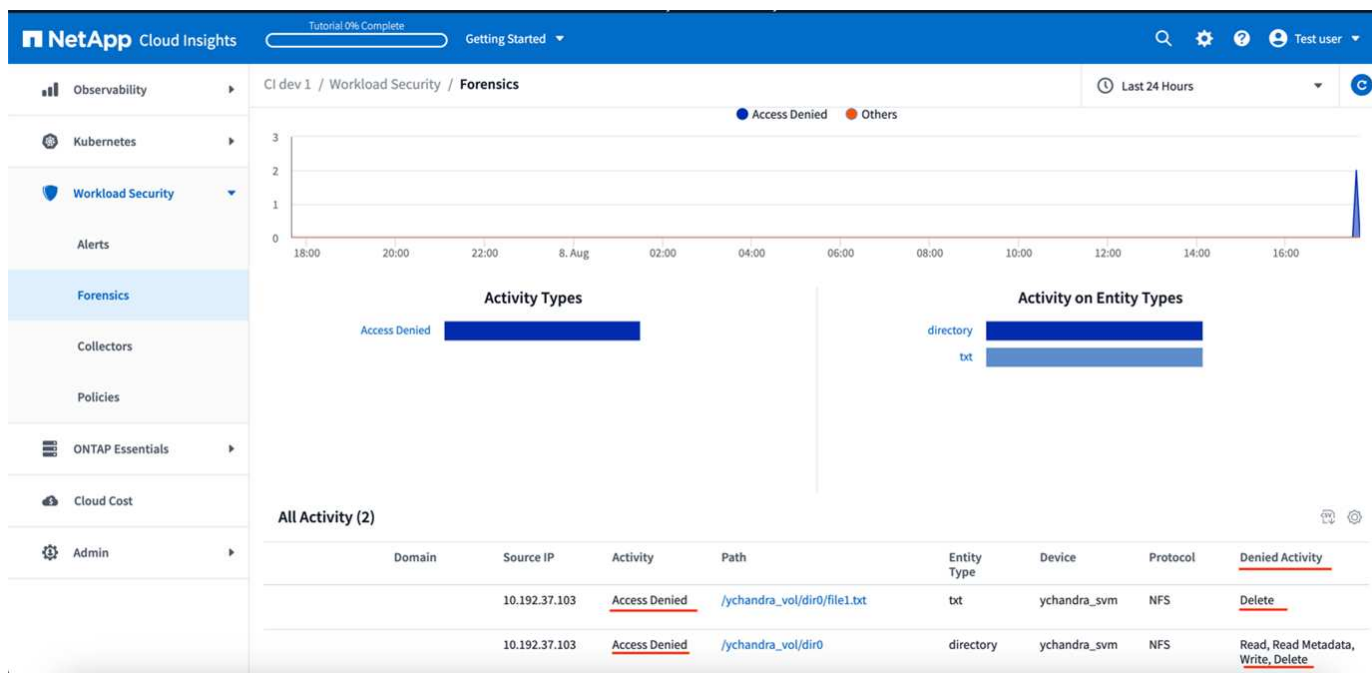 NetApp Cloud Insights
Tutorial 0% Complete
Getting Started
Test user
Observability
Kubernetes
Workload Security
Alerts
Forensics
Collectors
Policies
ONTAP Essentials
Cloud Cost
Admin
CI dev 1 / Workload Security / Forensics
Last 24 Hours
Access Denied Others
3
2
1
0
18:00 20:00 22:00 8. Aug 02:00 04:00 06:00 08:00 10:00 12:00 14:00 16:00
Activity Types
Access Denied
Activity on Entity Types
directory
txt
All Activity (2)
Domain Source IP Activity Path Entity Type Device Protocol Denied Activity
10.192.37.103 Access Denied /ychandra_vol/dir0/file1.txt txt ychandra_svm NFS Delete
10.192.37.103 Access Denied /ychandra_vol/dir0 directory ychandra_svm NFS Read, Read Metadata,
Write, Delete